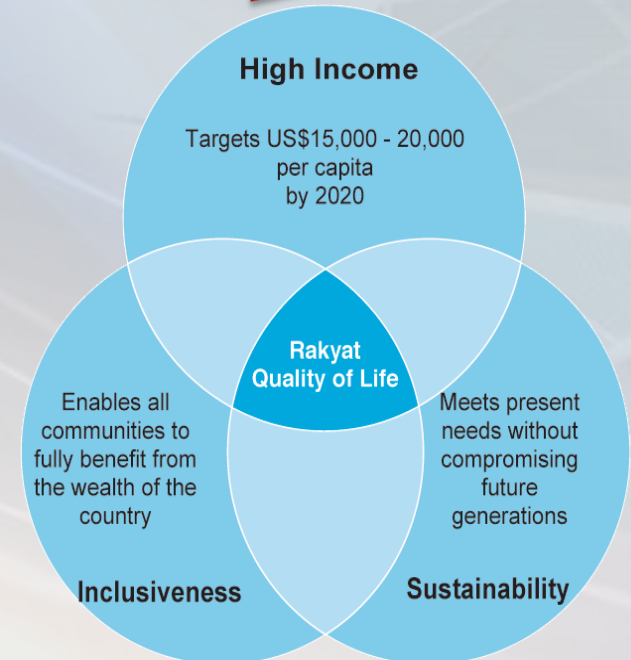 High Income
Targets US$15,000 - 20,000
per capita
by 2020
Rakyat
Quality of Life
Enables all
communities to
fully benefit from
the wealth of the
country
Inclusiveness
Meets present
needs without
compromising
future
generations
Sustainability